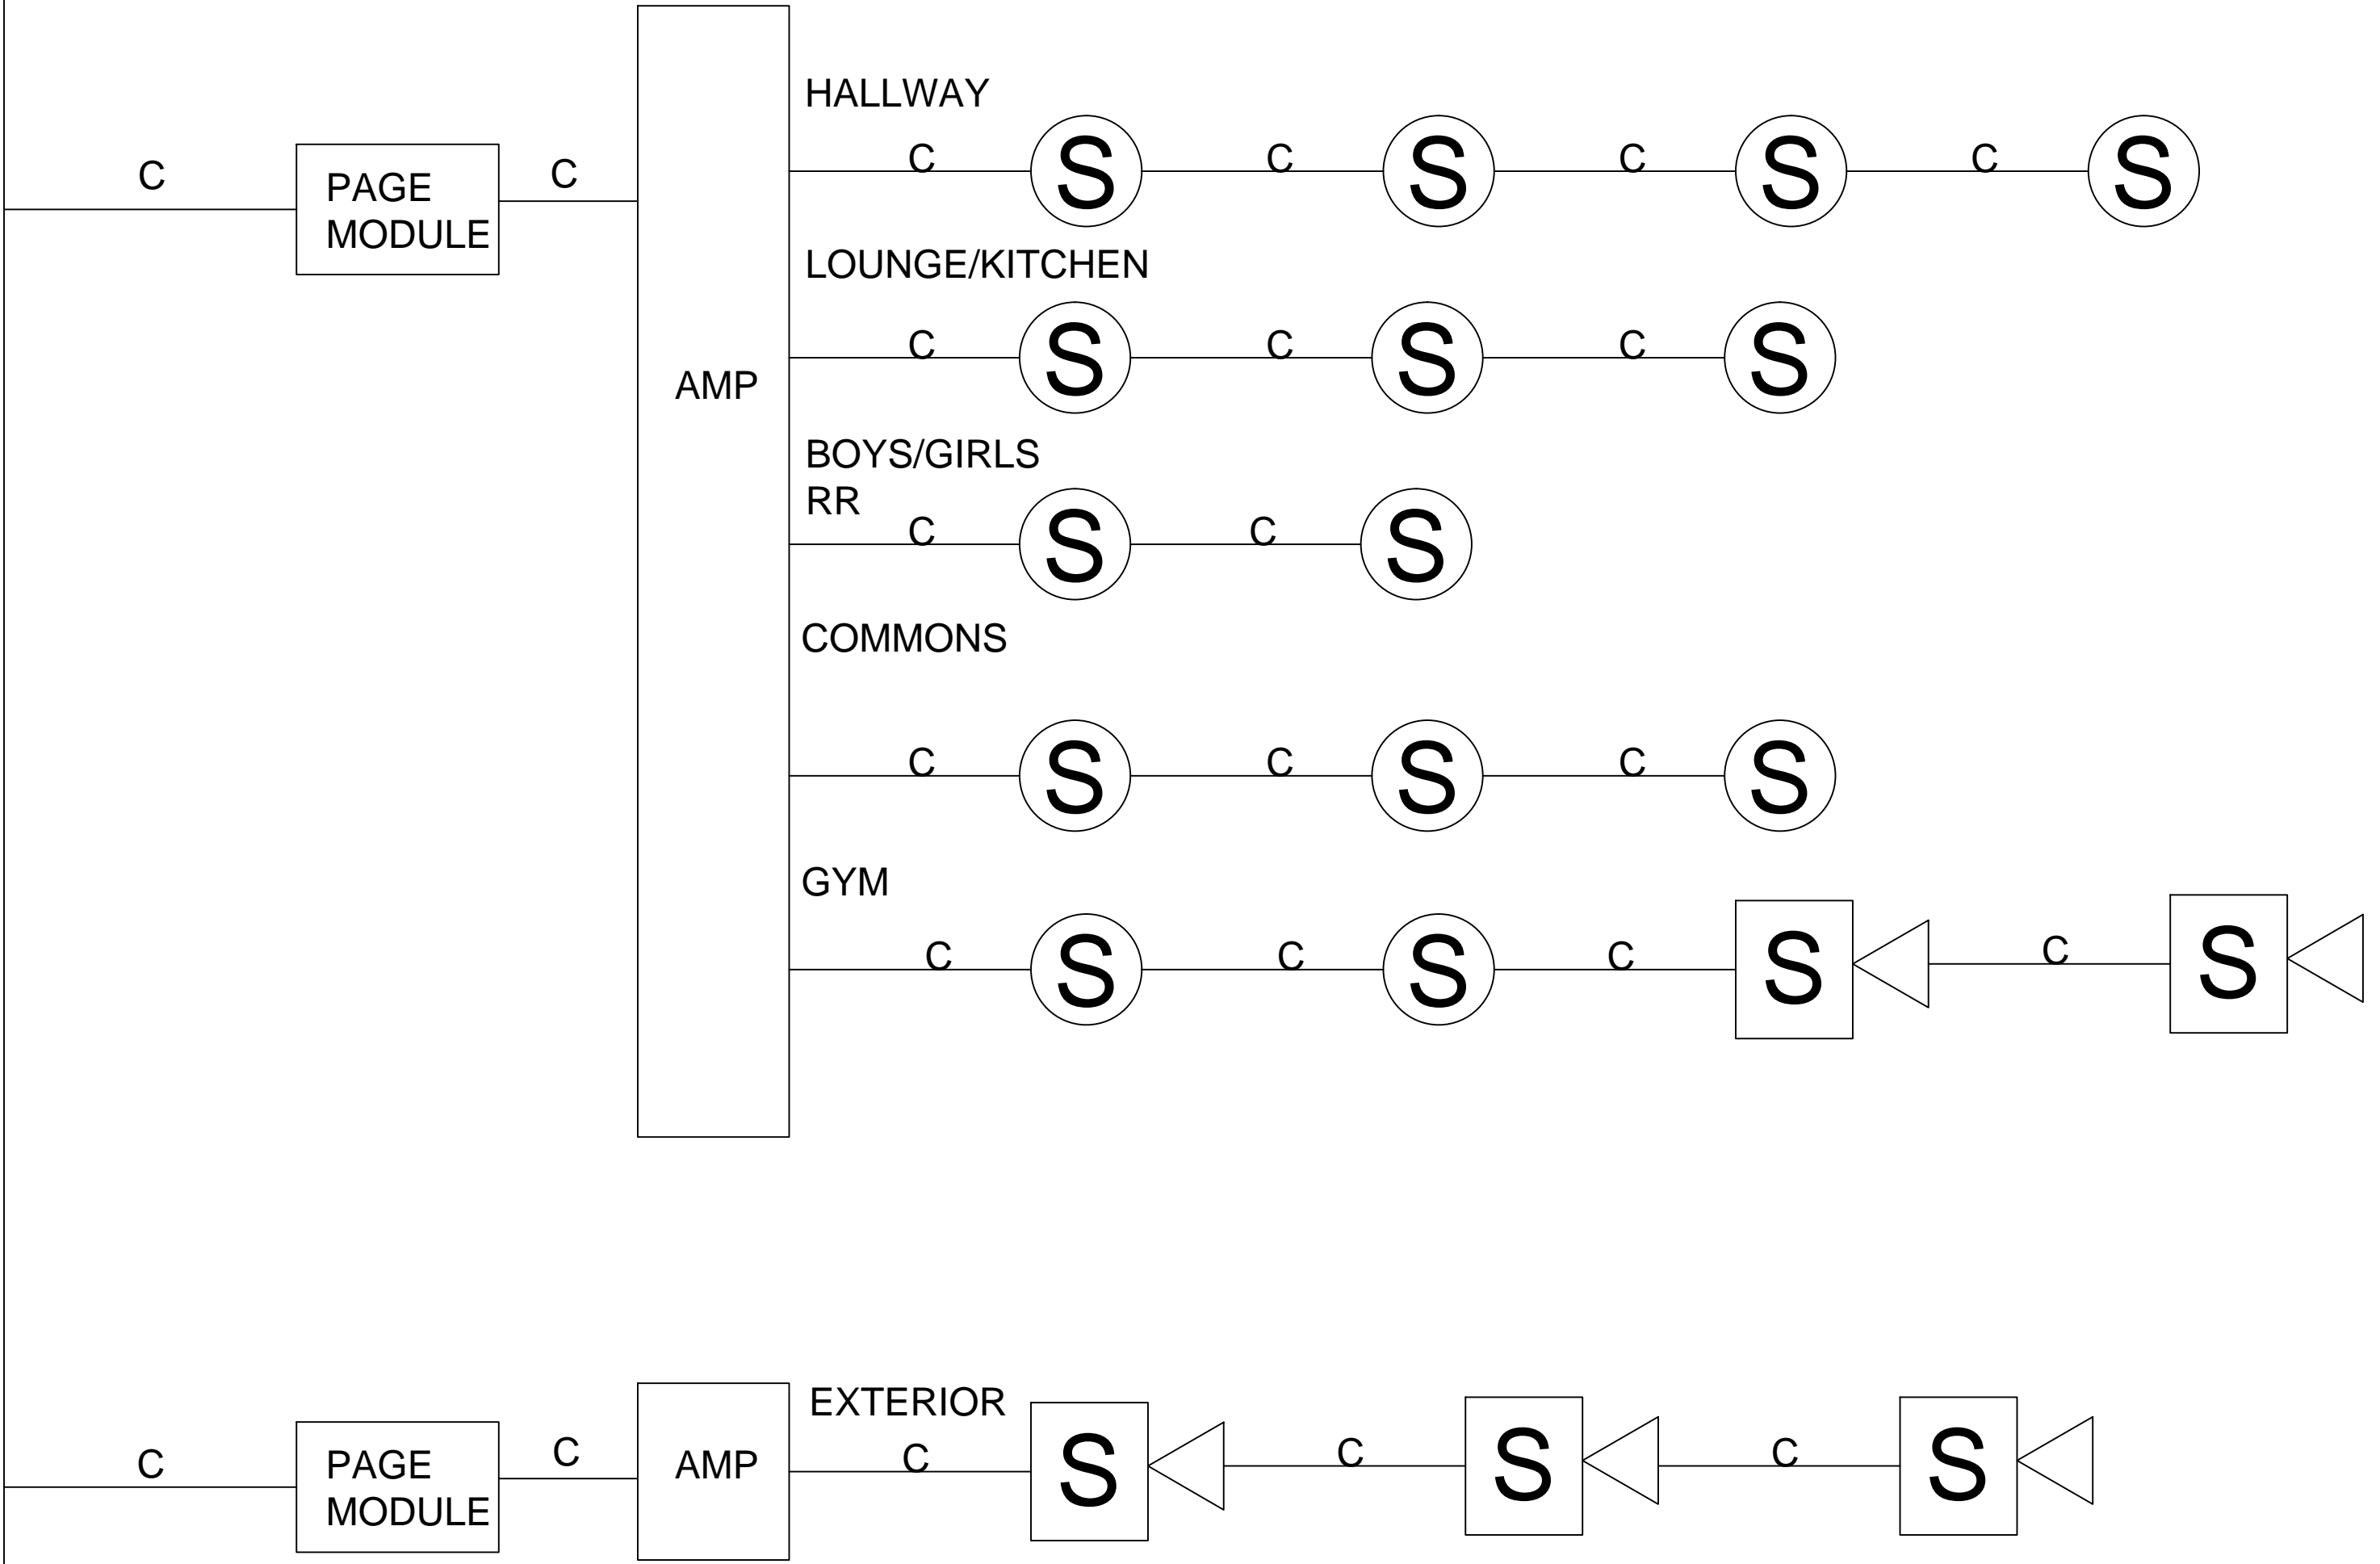 HALLWAY
C
PAGE
MODULE
C
C S C S C S C S
LOUNGE/KITCHEN
C S C S C S
AMP
BOYS/GIRLS
RR
C S C S
COMMONS
C S C S C S
GYM
C S C S C S C S
EXTERIOR
C
PAGE
MODULE
C
AMP
C S C S C S